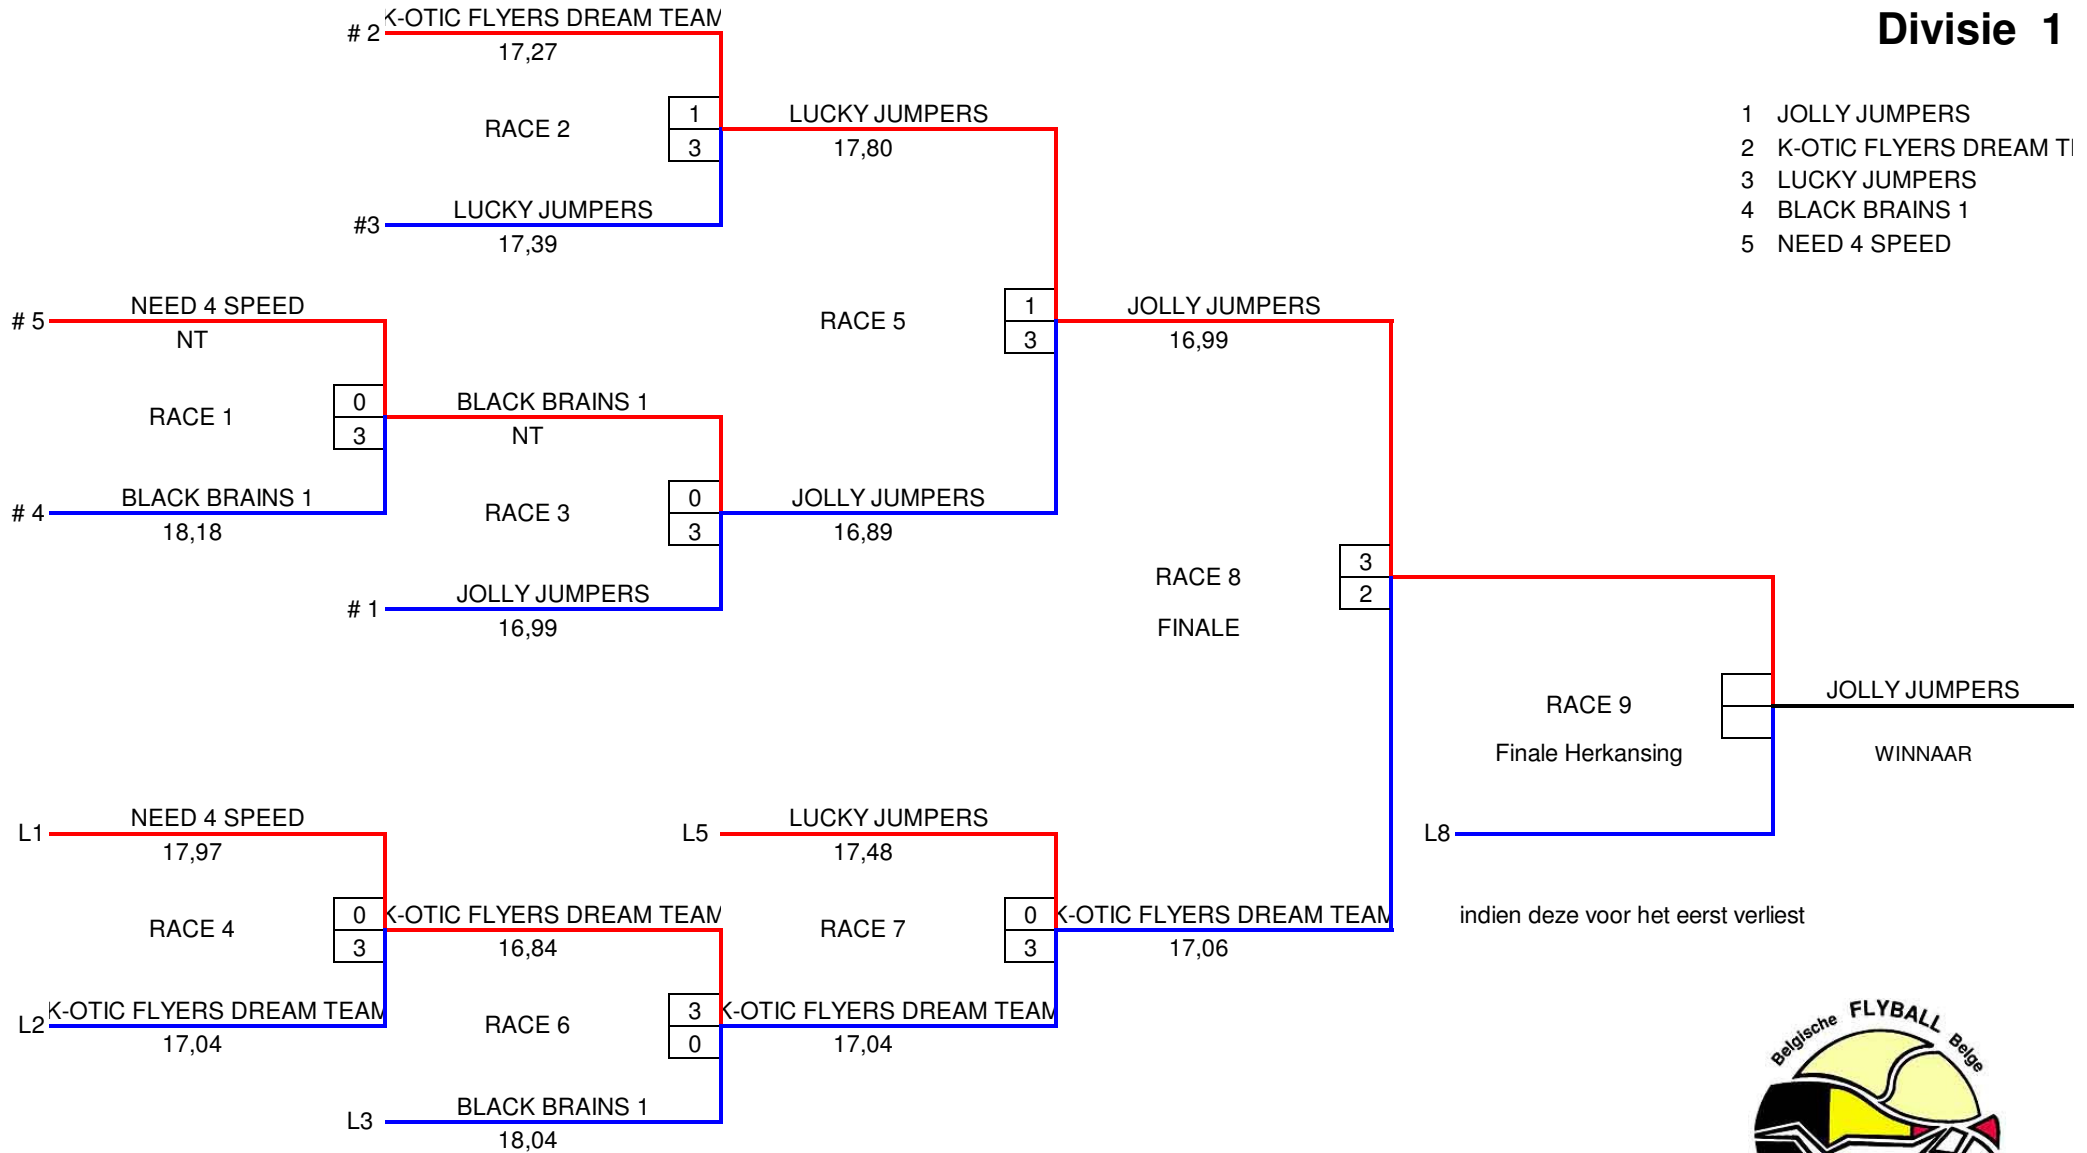 Divisie 1
1 JOLLY JUMPERS
2 K-OTIC FLYERS DREAM
3 LUCKY JUMPERS
4 BLACK BRAINS 1
5 NEED 4 SPEED
# 2
K-OTIC FLYERS DREAM TEAM
17,27
RACE 2
1
3
#3
LUCKY JUMPERS
17,39
LUCKY JUMPERS
17,80
# 5
NEED 4 SPEED
NT
RACE 1
0
3
# 4
BLACK BRAINS 1
18,18
BLACK BRAINS 1
NT
RACE 3
0
3
# 1
JOLLY JUMPERS
16,99
JOLLY JUMPERS
16,89
RACE 5
1
3
JOLLY JUMPERS
16,99
RACE 8
FINALE
3
2
RACE 9
Finale Herkansing
JOLLY JUMPERS
WINNAAR
L1
NEED 4 SPEED
17,97
RACE 4
0
3
L2
K-OTIC FLYERS DREAM TEAM
17,04
K-OTIC FLYERS DREAM TEAM
16,84
RACE 6
3
0
L3
BLACK BRAINS 1
18,04
L5
LUCKY JUMPERS
17,48
RACE 7
0
3
K-OTIC FLYERS DREAM TEAM
17,04
K-OTIC FLYERS DREAM TEAM
17,06
L8
indien deze voor het eerst verliest
Belgische FLYBALL Belge